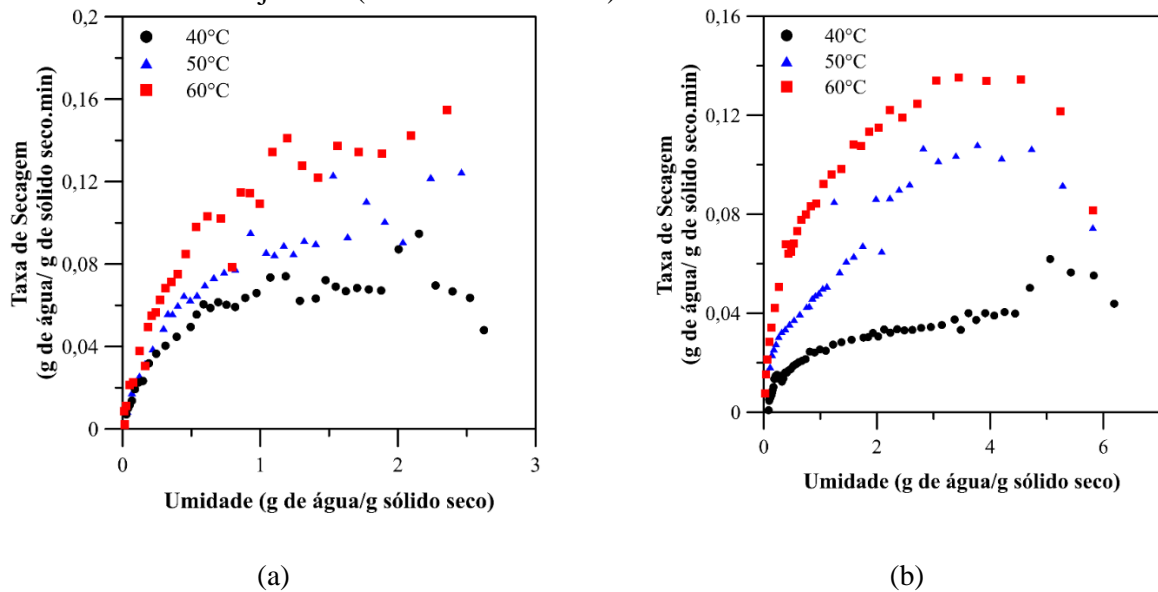 0,2
0,16
0,12
0,08
0,04
0
40°C
50°C
60°C
Taxa de Secagem
(g de água/ g de sólido seco.min)
0
1
2
3
Umidade (g de água/g sólido seco)
(a)
0,16
0,12
0,08
0,04
0
40°C
50°C
60°C
Taxa de Secagem
(g de água/ g de sólido seco.min)
0
2
4
6
Umidade (g de água/g sólido seco)
(b)